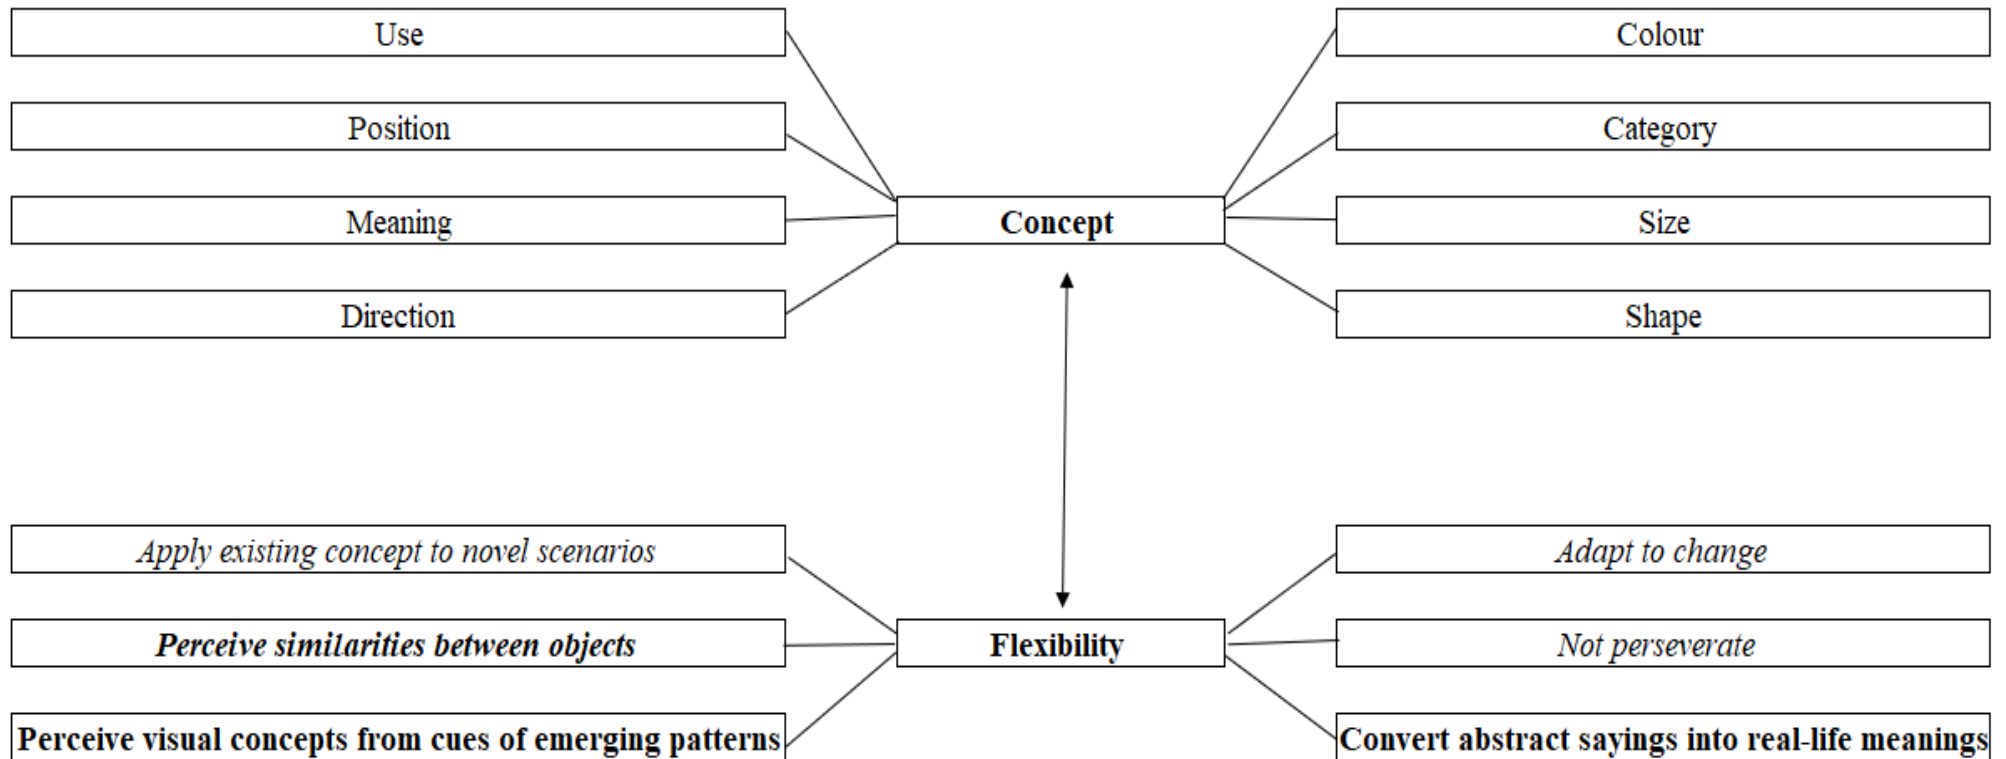 Use
Colour
Position
Category
Meaning
Concept
Size
Direction
Shape
Apply existing concept to novel scenarios
Adapt to change
Perceive similarities between objects
Flexibility
Not perseverate
Perceive visual concepts from cues of emerging patterns
Convert abstract sayings into real-life meanings